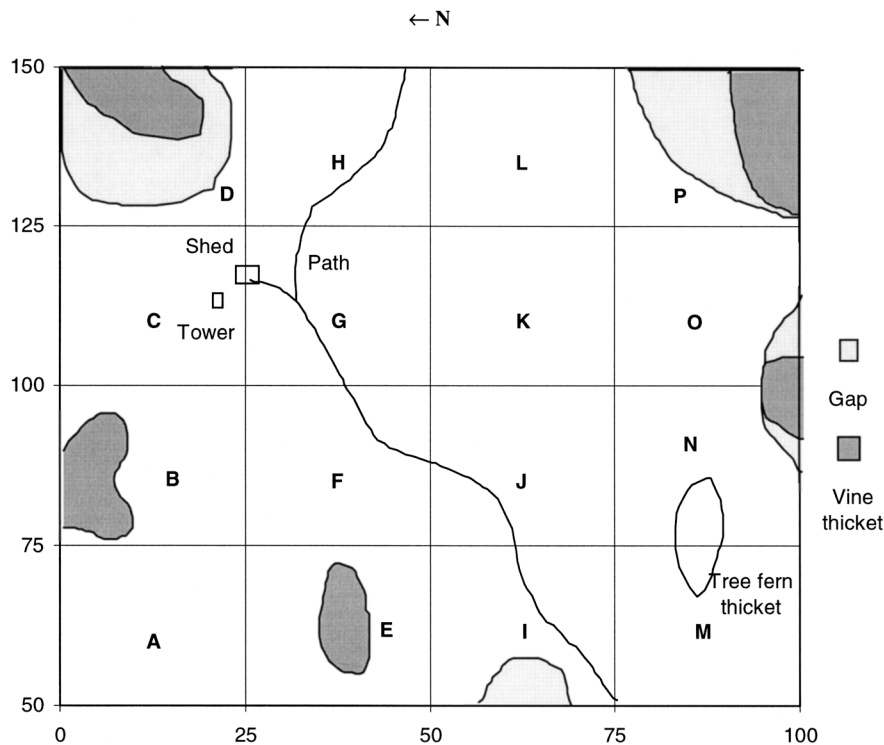 ← N
150
H
L
D
P
125
Shed
Path
C
Tower
G
K
O
100
Gap
N
B
F
J
Vine
thicket
75
Tree fern
thicket
A
E
I
M
50
0 25 50 75 100